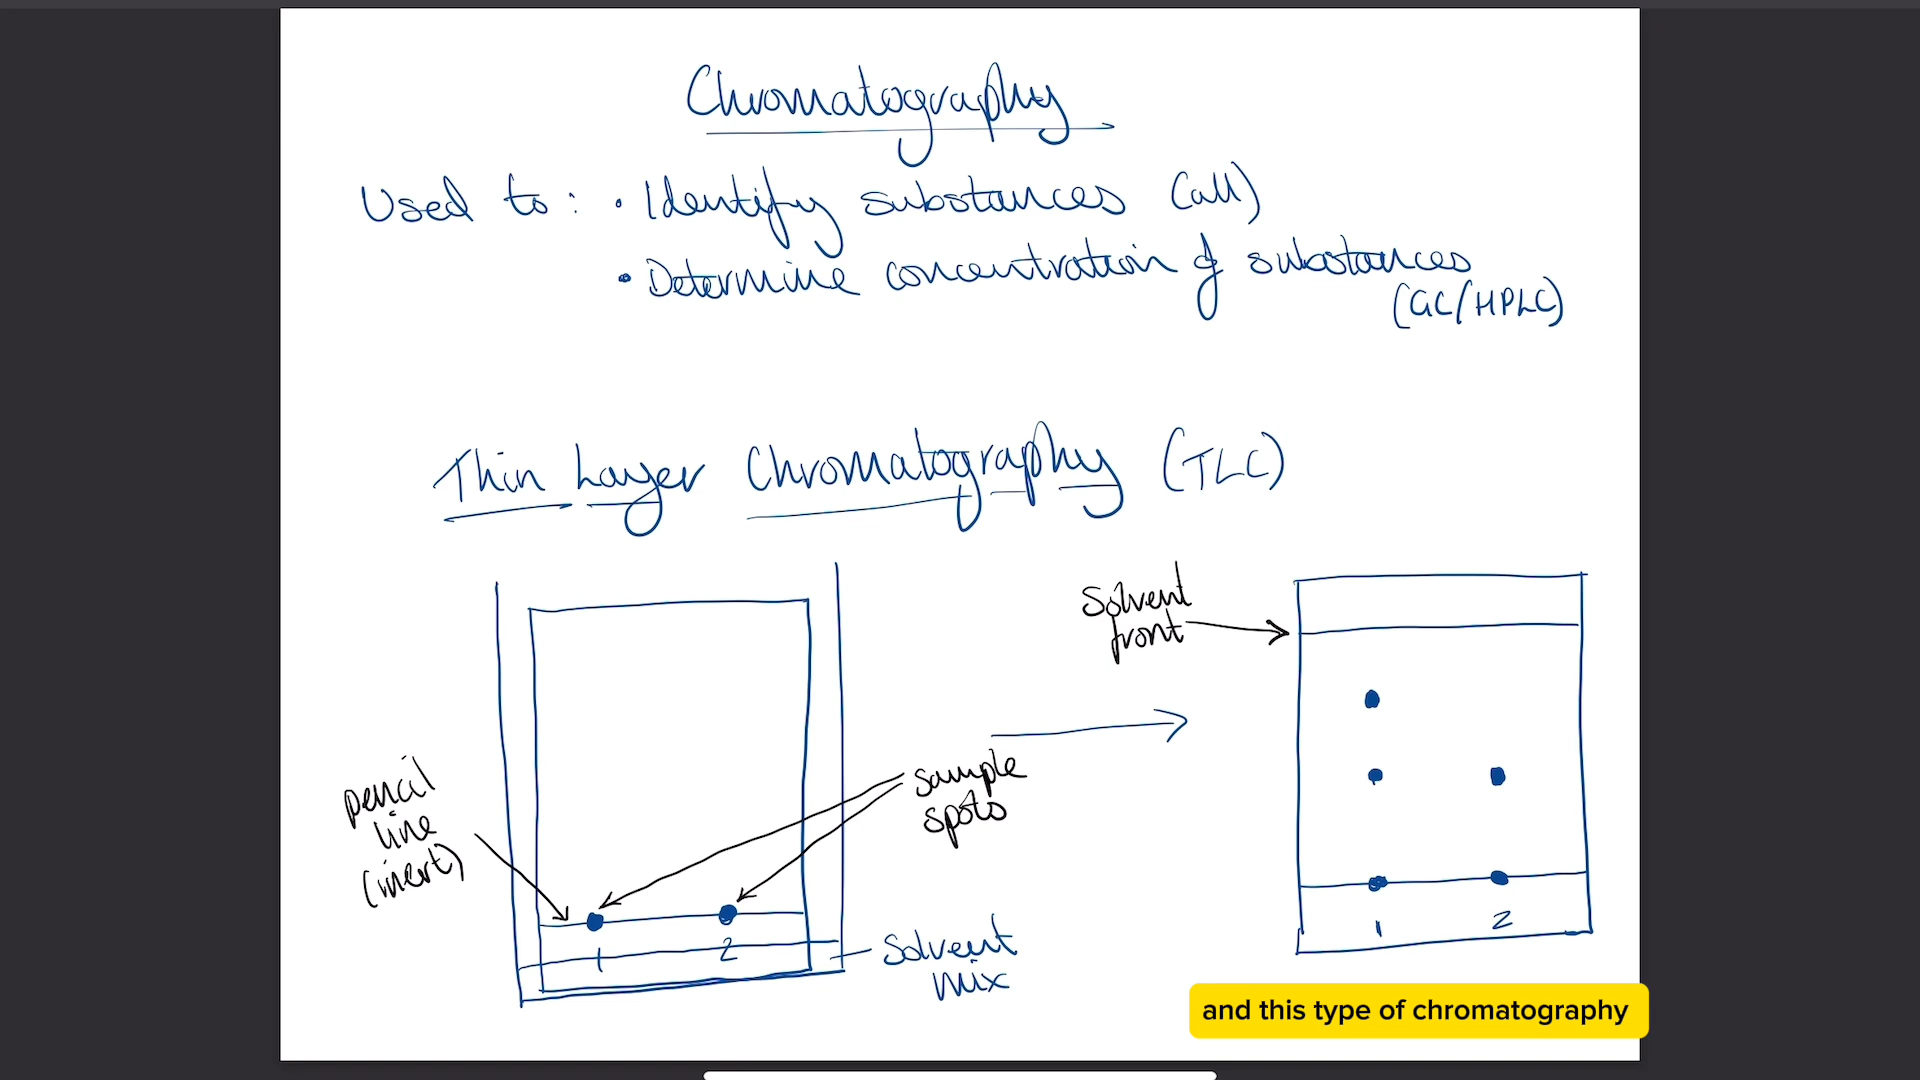 Chromatography
Used to: • Identify substances (all)
• Determine concentration of substances
(GC/HPLC)
Thin Layer Chromatography (TLC)
Solvent
front
pencil
line
(inert)
sample
spots
1 2
Solvent
mix
1 2
and this type of chromatography